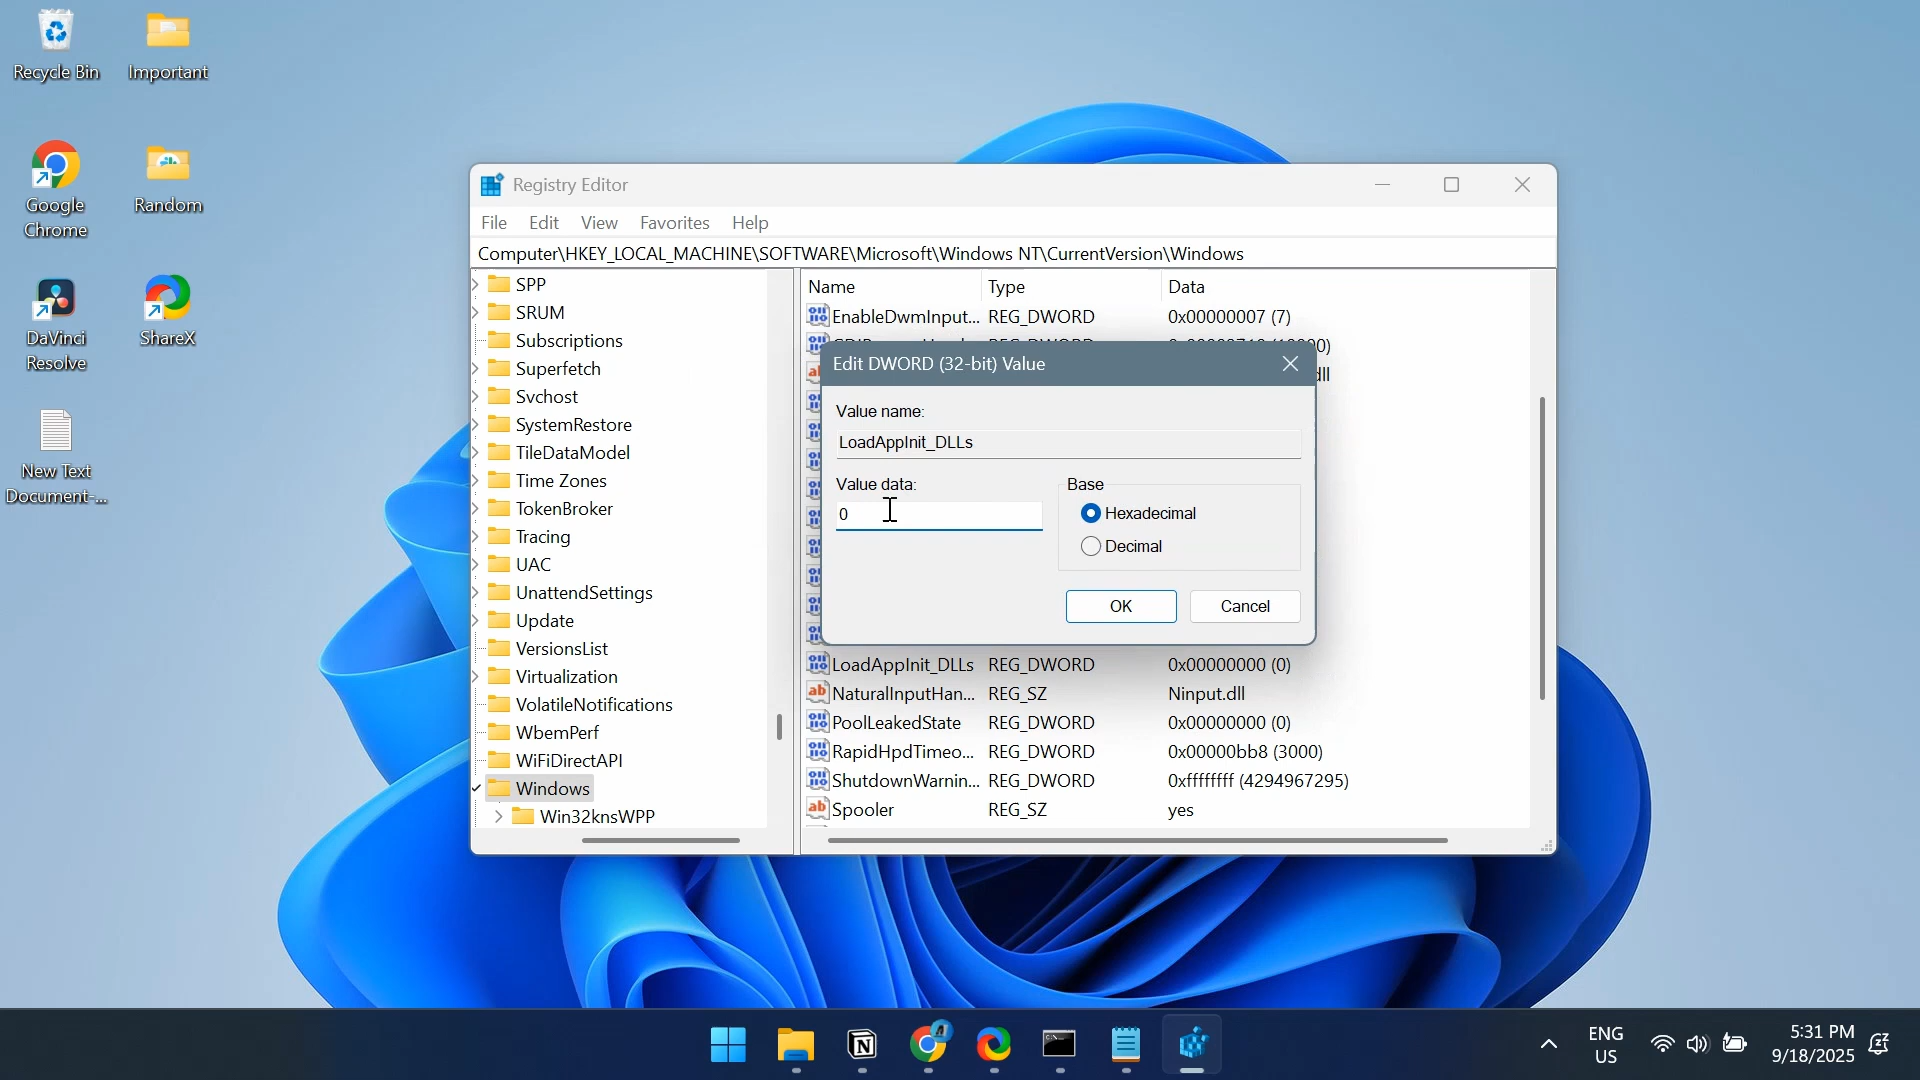 Recycle Bin
Important
Google
Chrome
Random
DaVinci
Resolve
ShareX
New Text
Document-...
Registry Editor
File Edit View Favorites Help
Computer\HKEY_LOCAL_MACHINE\SOFTWARE\Microsoft\Windows NT\CurrentVersion\Windows
SPP
SRUM
Subscriptions
Superfetch
Svchost
SystemRestore
TileDataModel
Time Zones
TokenBroker
Tracing
UAC
UnattendSettings
Update
VersionsList
Virtualization
VolatileNotifications
WbemPerf
WiFiDirectAPI
Windows
Win32knsWPP
Name Type Data
EnableDwmInput... REG_DWORD 0x00000007 (7)
Edit DWORD (32-bit) Value
Value name:
LoadAppInit_DLLs
Value data:
0
Base
Hexadecimal
Decimal
OK
Cancel
LoadAppInit_DLLs REG_DWORD 0x00000000 (0)
NaturalInputHan... REG_SZ Ninput.dll
PoolLeakedState REG_DWORD 0x00000000 (0)
RapidHpdTimeo... REG_DWORD 0x00000bb8 (3000)
ShutdownWarnin... REG_DWORD 0xffffffff (4294967295)
Spooler REG_SZ yes
ENG
US
5:31 PM
9/18/2025